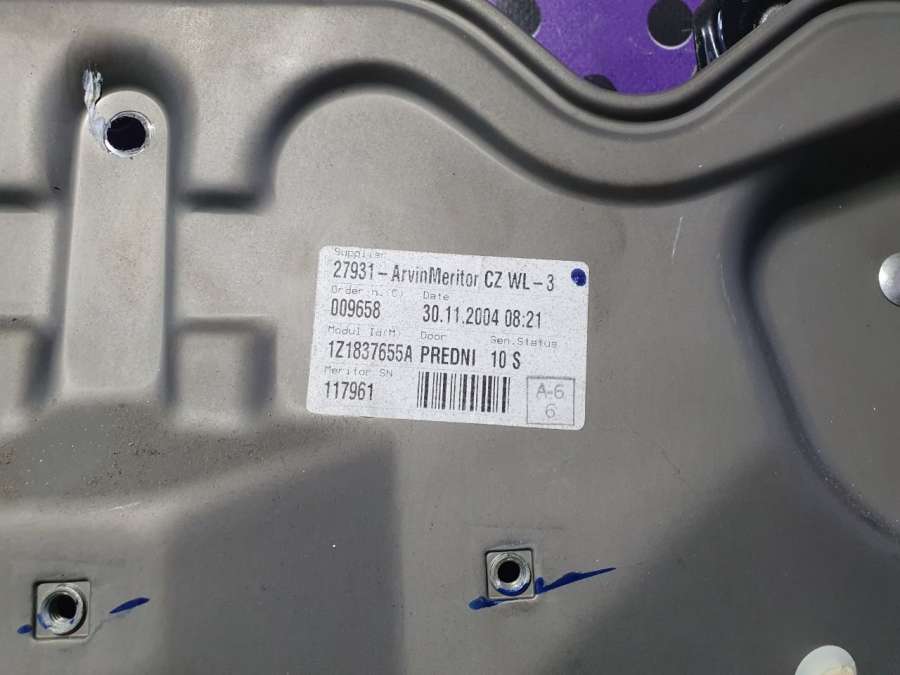 Supplier
27931 - ArvinMeritor CZ WL - 3
Order n.(C) Date
009658 30.11.2004 08:21
Modul Id/M Door Gen.Status
1Z1837655A PREDNI 10 S
Meritor SN
117961
A-6
6